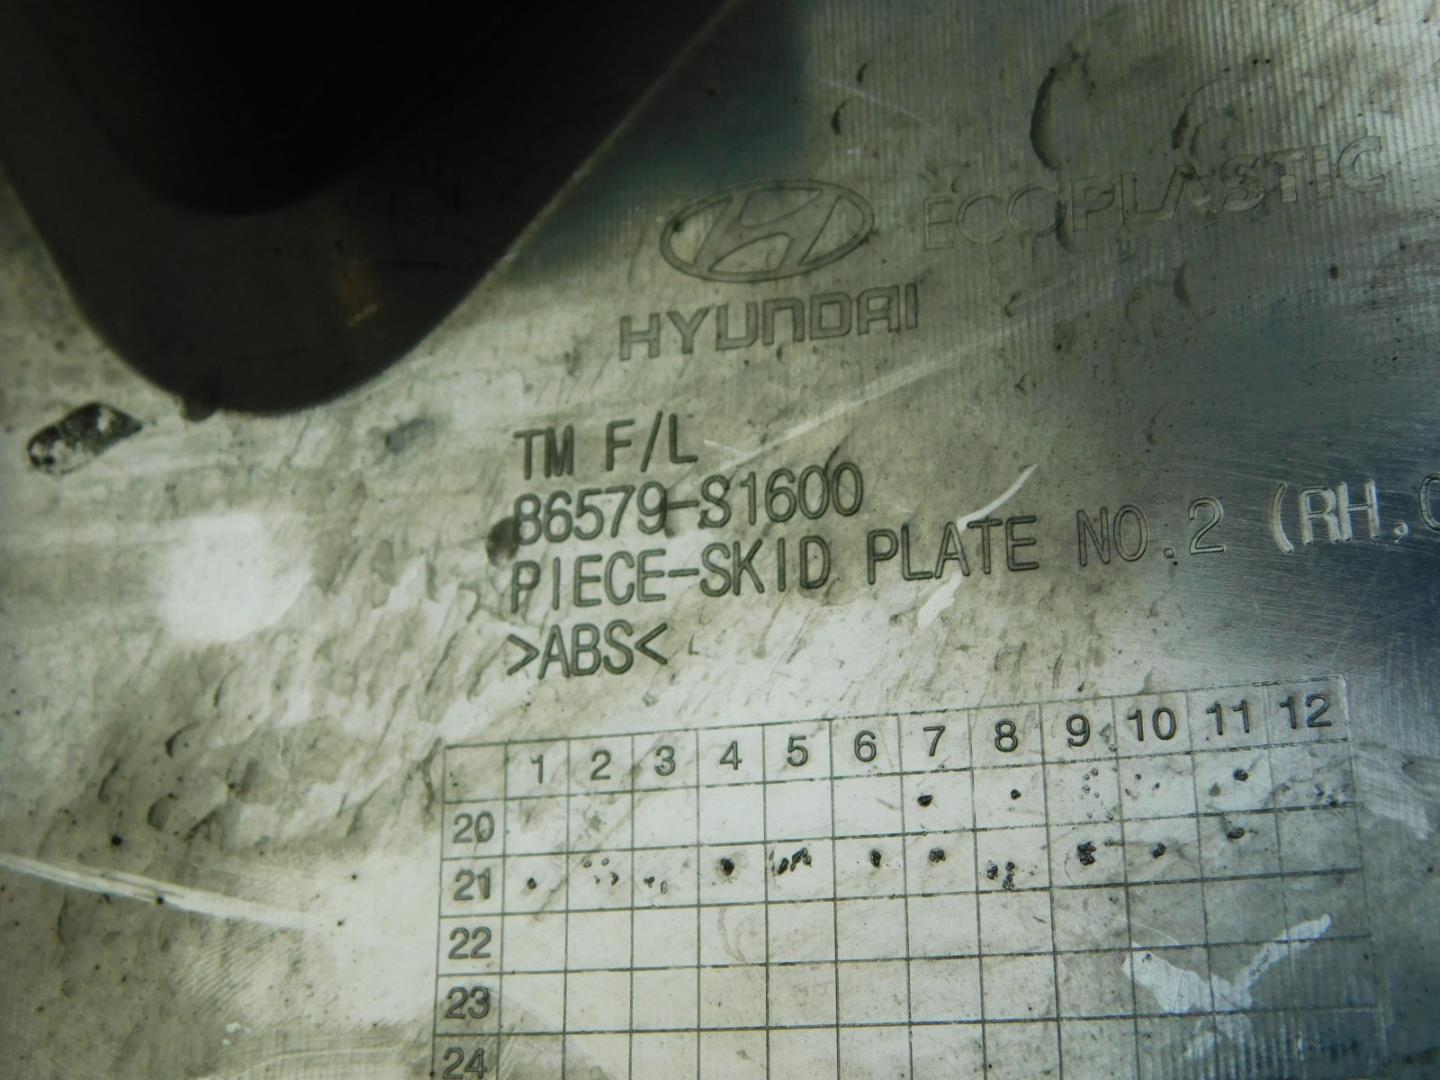 ECOPLASTIC
HYUNDAI
TM F/L
86579-S1600
PIECE-SKID PLATE NO.2 (RH,
>ABS<
1 2 3 4 5 6 7 8 9 10 11 12
20
21
22
23
24